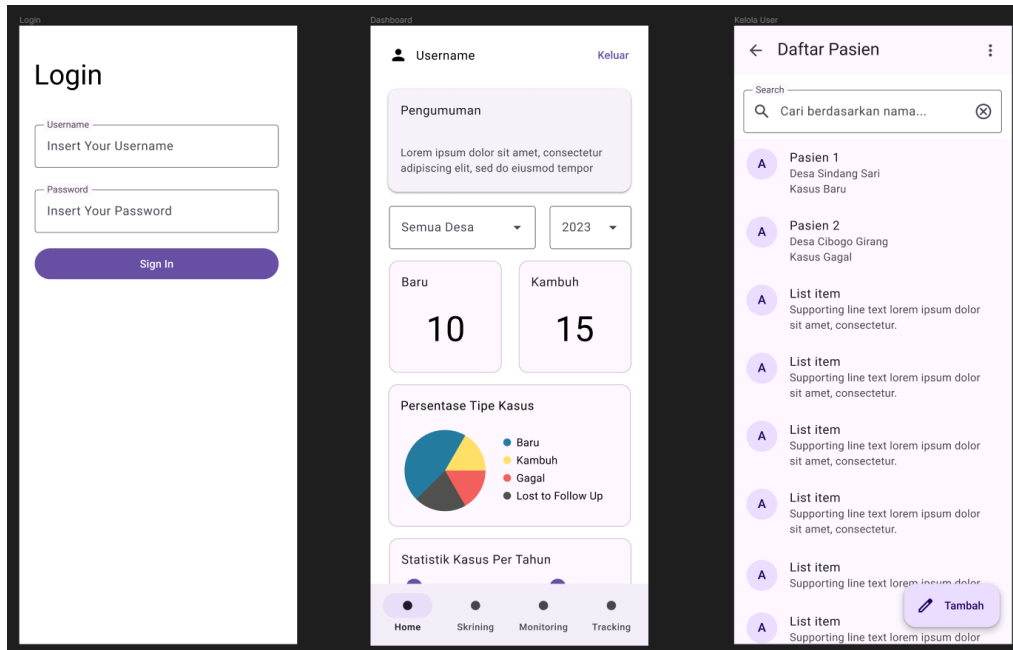 Login
Login
Username
Insert Your Username
Password
Insert Your Password
Sign In
Dashboard
Username
Keluar
Pengumuman
Lorem ipsum dolor sit amet, consectetur
adipiscing elit, sed do eiusmod tempor
Semua Desa
2023
Baru
10
Kambuh
15
Persentase Tipe Kasus
Baru
Kambuh
Gagal
Lost to Follow Up
Statistik Kasus Per Tahun
Home
Skrining
Monitoring
Tracking
Kelola User
Daftar Pasien
Search
Cari berdasarkan nama...
A
Pasien 1
Desa Sindang Sari
Kasus Baru
A
Pasien 2
Desa Cibogo Girang
Kasus Gagal
A
List item
Supporting line text lorem ipsum dolor
sit amet, consectetur.
A
List item
Supporting line text lorem ipsum dolor
sit amet, consectetur.
A
List item
Supporting line text lorem ipsum dolor
sit amet, consectetur.
A
List item
Supporting line text lorem ipsum dolor
sit amet, consectetur.
A
List item
Supporting line text lorem ipsum dolor
Tambah
A
List item
Supporting line text lorem ipsum dolor